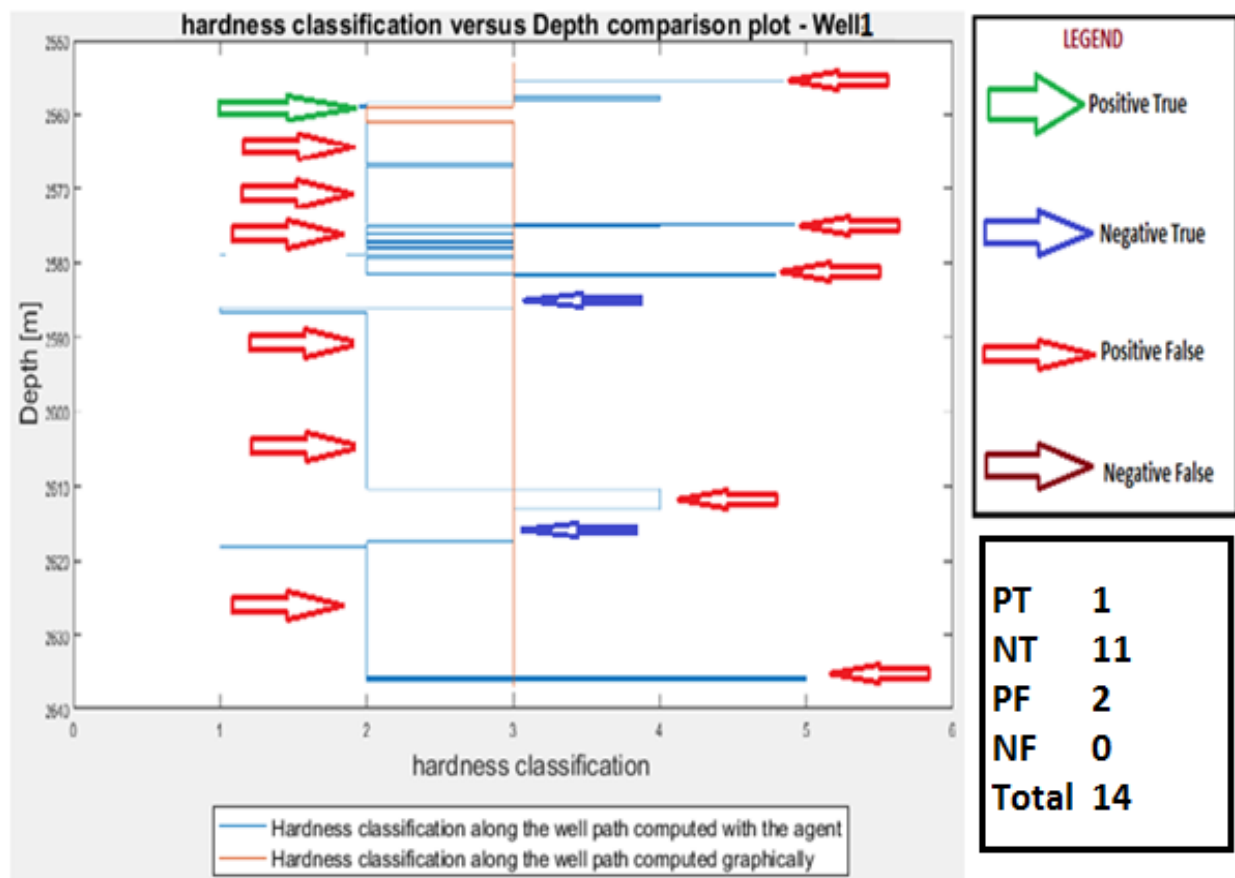 hardness classification versus Depth comparison plot - Well1
2550
2560
2570
2580
2590
2600
2610
2620
2630
2640
Depth [m]
0 1 2 3 4 5 6
hardness classification
Hardness classification along the well path computed with the agent
Hardness classification along the well path computed graphically
LEGEND
Positive True
Negative True
Positive False
Negative False
PT 1
NT 11
PF 2
NF 0
Total 14